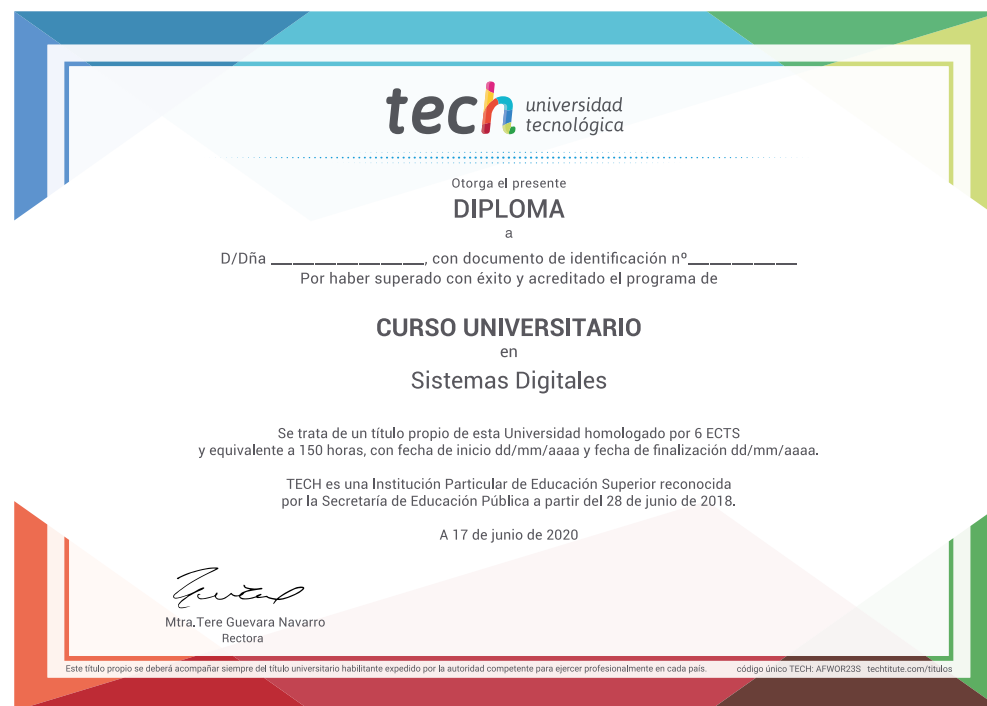 tech universidad
tecnológica
Otorga el presente
DIPLOMA
a
D/Dña ____________________, con documento de identificación nº______________
Por haber superado con éxito y acreditado el programa de
CURSO UNIVERSITARIO
en
Sistemas Digitales
Se trata de un título propio de esta Universidad homologado por 6 ECTS
y equivalente a 150 horas, con fecha de inicio dd/mm/aaaa y fecha de finalización dd/mm/aaaa.
TECH es una Institución Particular de Educación Superior reconocida
por la Secretaría de Educación Pública a partir del 28 de junio de 2018.
A 17 de junio de 2020
Mtra.Tere Guevara Navarro
Rectora
Este título propio se deberá acompañar siempre del título universitario habilitante expedido por la autoridad competente para ejercer profesionalmente en cada país. código único TECH: AFWOR23S techtitute.com/titulos